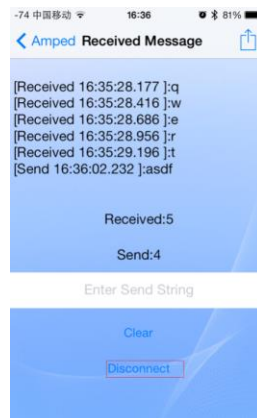 -74 中国移动 16:36 81%
Amped Received Message
[Received 16:35:28.177 ]:q
[Received 16:35:28.416 ]:w
[Received 16:35:28.686 ]:e
[Received 16:35:28.956 ]:r
[Received 16:35:29.196 ]:t
[Send 16:36:02.232 ]:asdf
Received:5
Send:4
Enter Send String
Clear
Disconnect